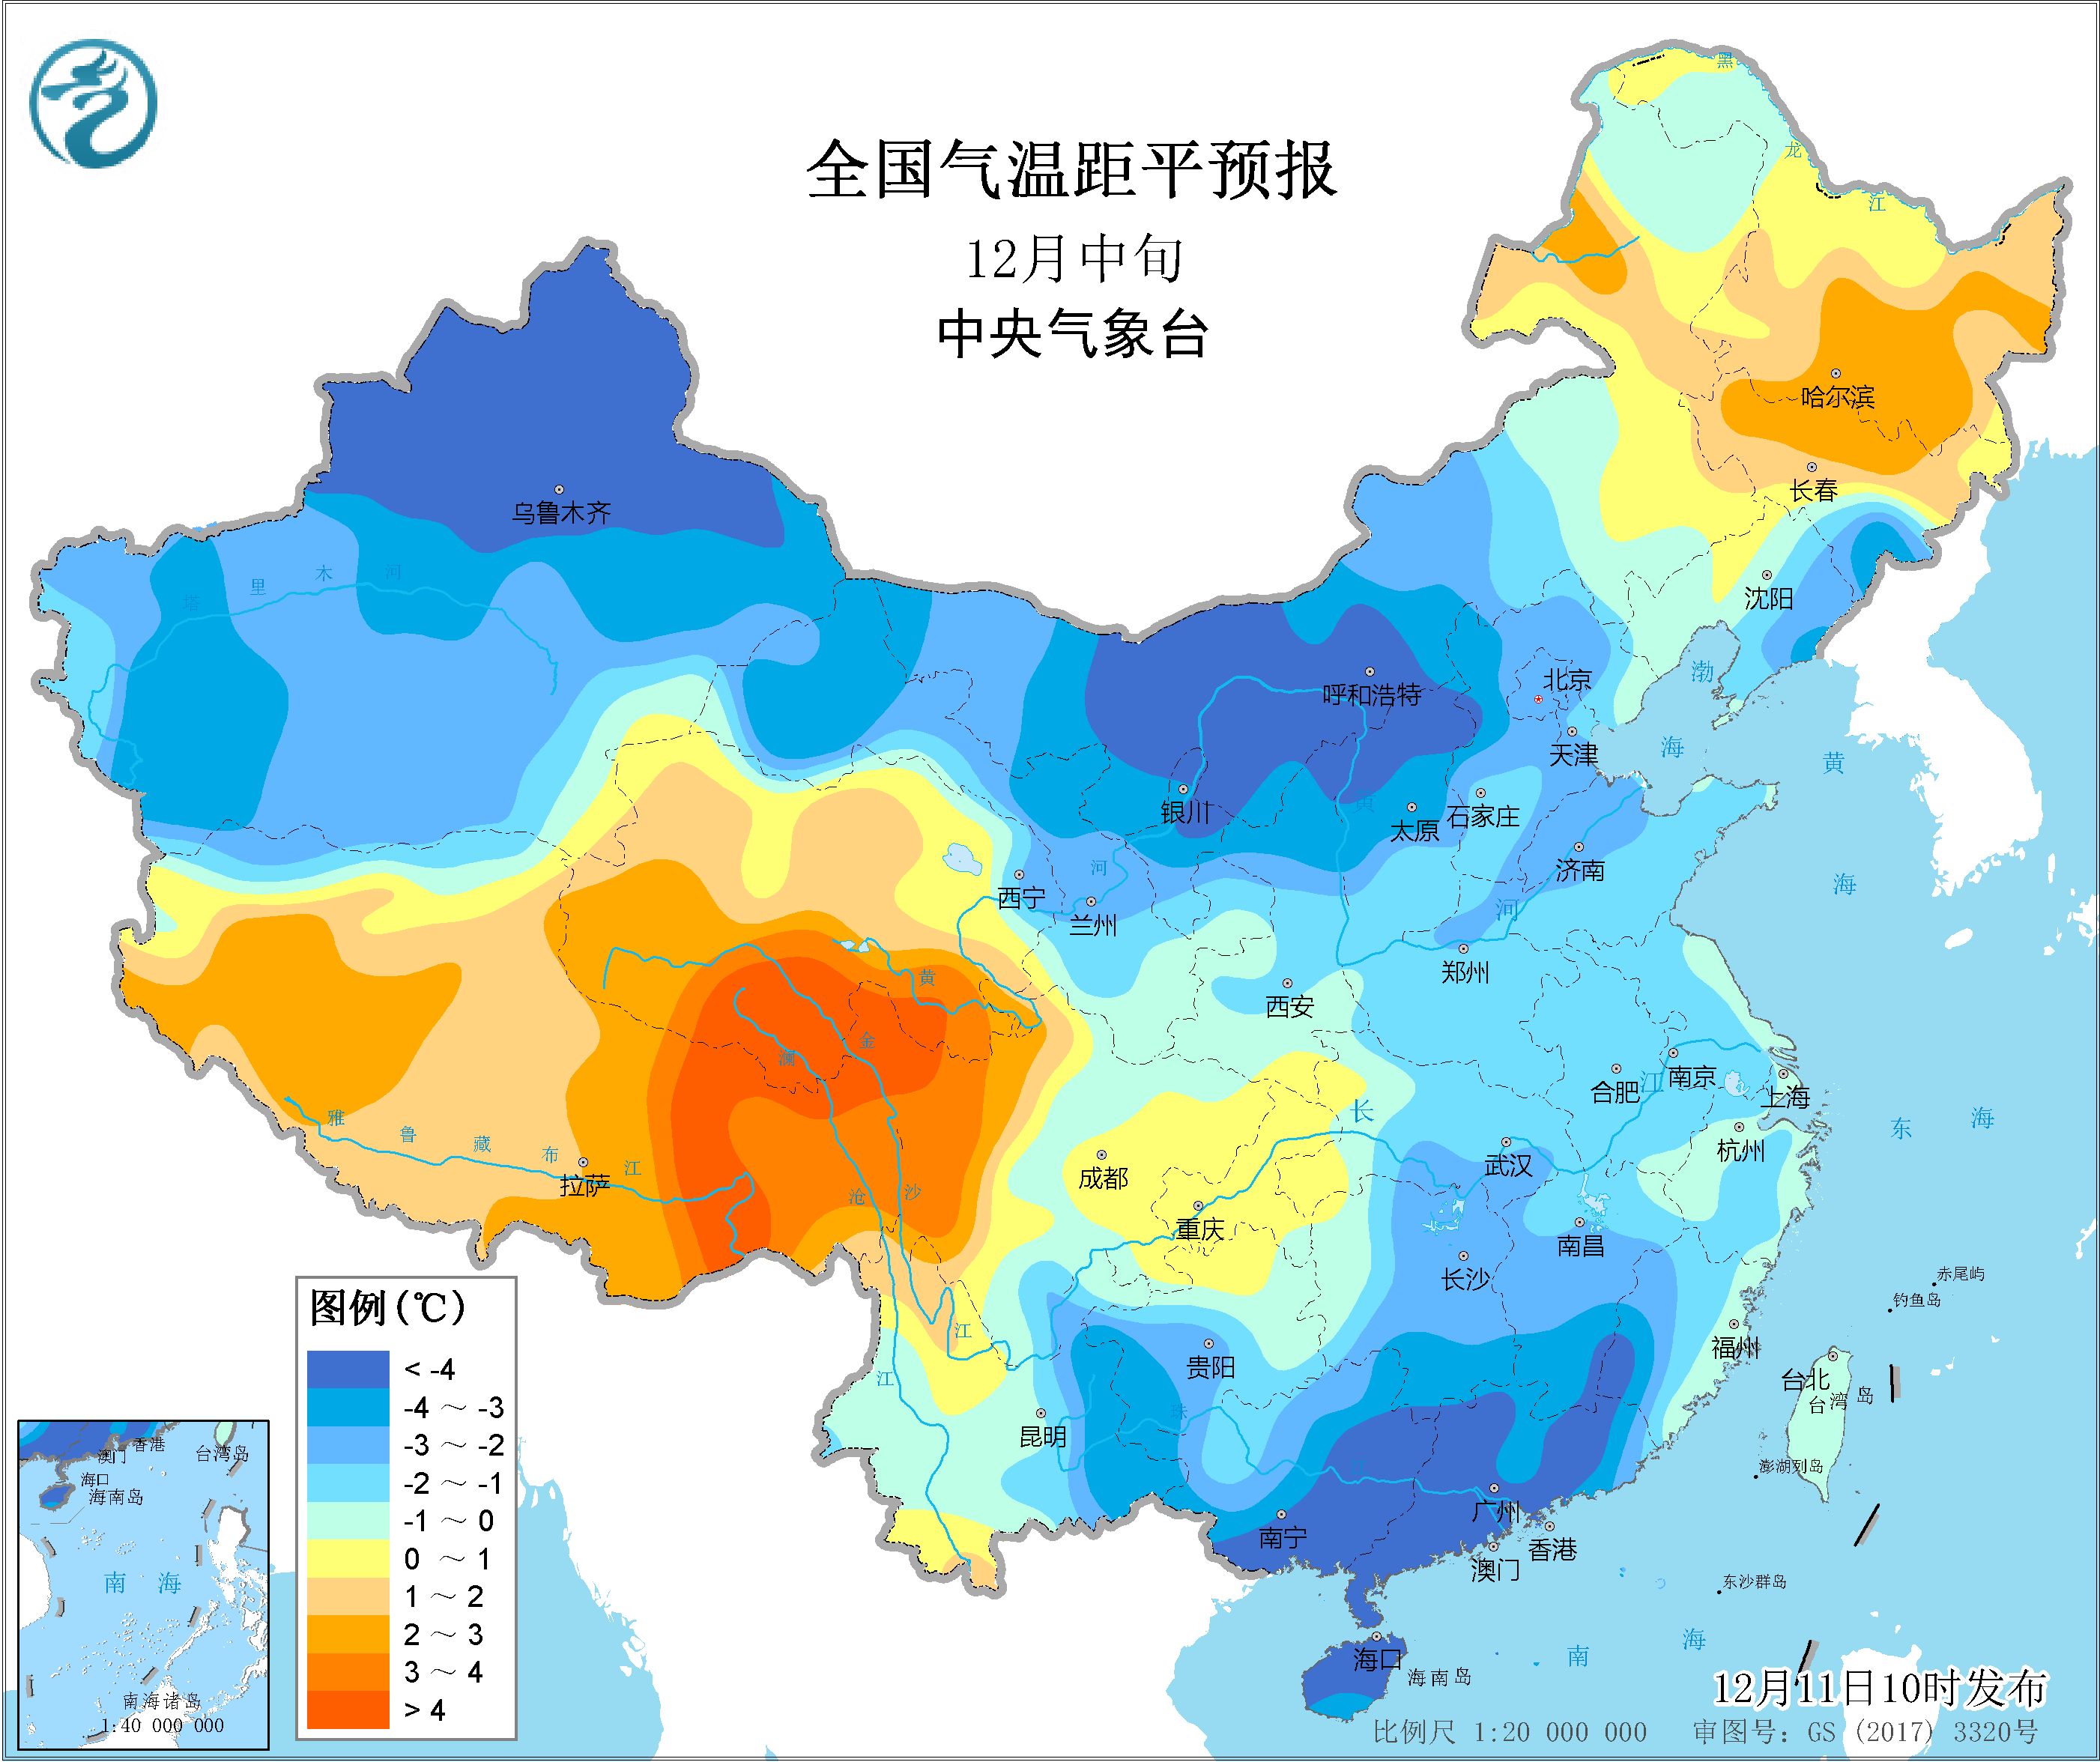 全国气温距平预报
12月中旬
中央气象台
黑
龙
江
哈尔滨
长春
沈阳
乌鲁木齐
塔
里
木
河
呼和浩特
北京
天津
渤
海
黄
海
银川
黄
太原
石家庄
济南
河
西宁
兰州
河
郑州
西安
黄
金
澜
沧
沙
江
江
雅
鲁
藏
布
江
拉萨
成都
重庆
长
江
合肥
南京
上海
杭州
武汉
南昌
长沙
东
海
赤尾屿
钓鱼岛
福州
台北
台湾岛
澎湖列岛
贵阳
昆明
珠
江
南宁
广州
香港
澳门
东沙群岛
海口
海南岛
南
海
图例(℃)
< -4
-4 ～ -3
-3 ～ -2
-2 ～ -1
-1 ～ 0
0 ～ 1
1 ～ 2
2 ～ 3
3 ～ 4
> 4
澳门
香港
台湾岛
海口
海南岛
南 海
南海诸岛
1:40 000 000
12月11日10时发布
比例尺 1:20 000 000 审图号：GS (2017) 3320号